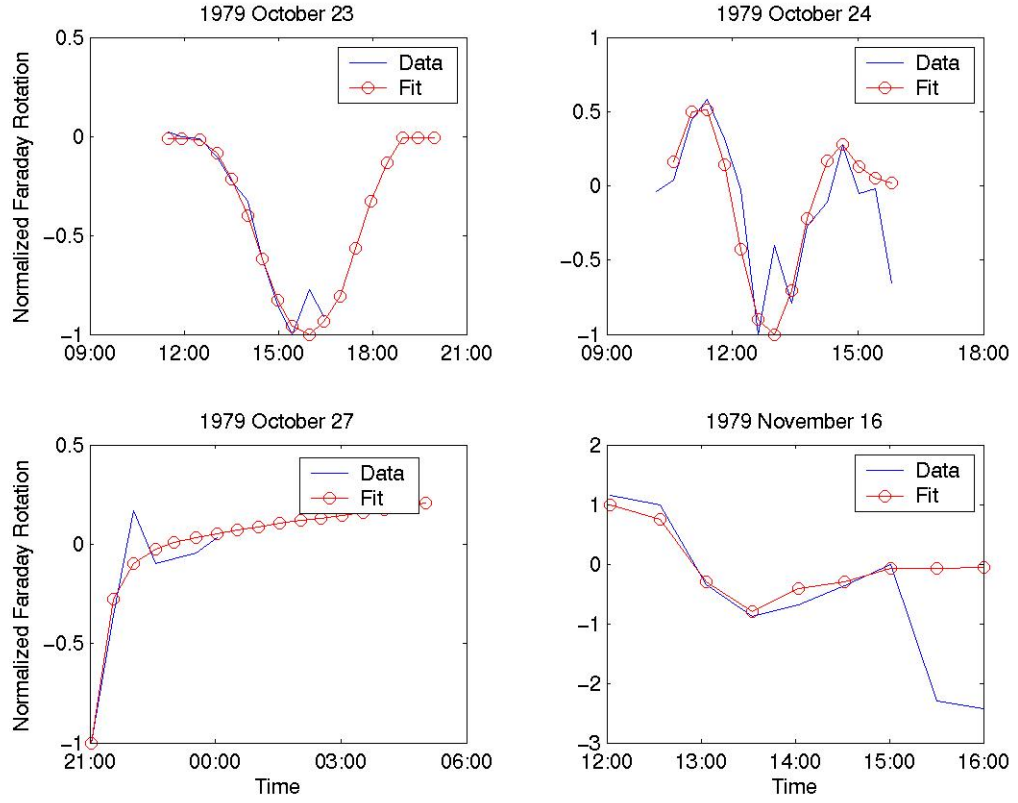 1979 October 23
Normalized Faraday Rotation
0.5
0
−0.5
−1
09:00 12:00 15:00 18:00 21:00
Data
Fit
1979 October 24
1
0.5
0
−0.5
−1
09:00 12:00 15:00 18:00
Data
Fit
1979 October 27
Normalized Faraday Rotation
0.5
0
−0.5
−1
21:00 00:00 03:00 06:00
Time
Data
Fit
1979 November 16
2
1
0
−1
−2
−3
12:00 13:00 14:00 15:00 16:00
Time
Data
Fit